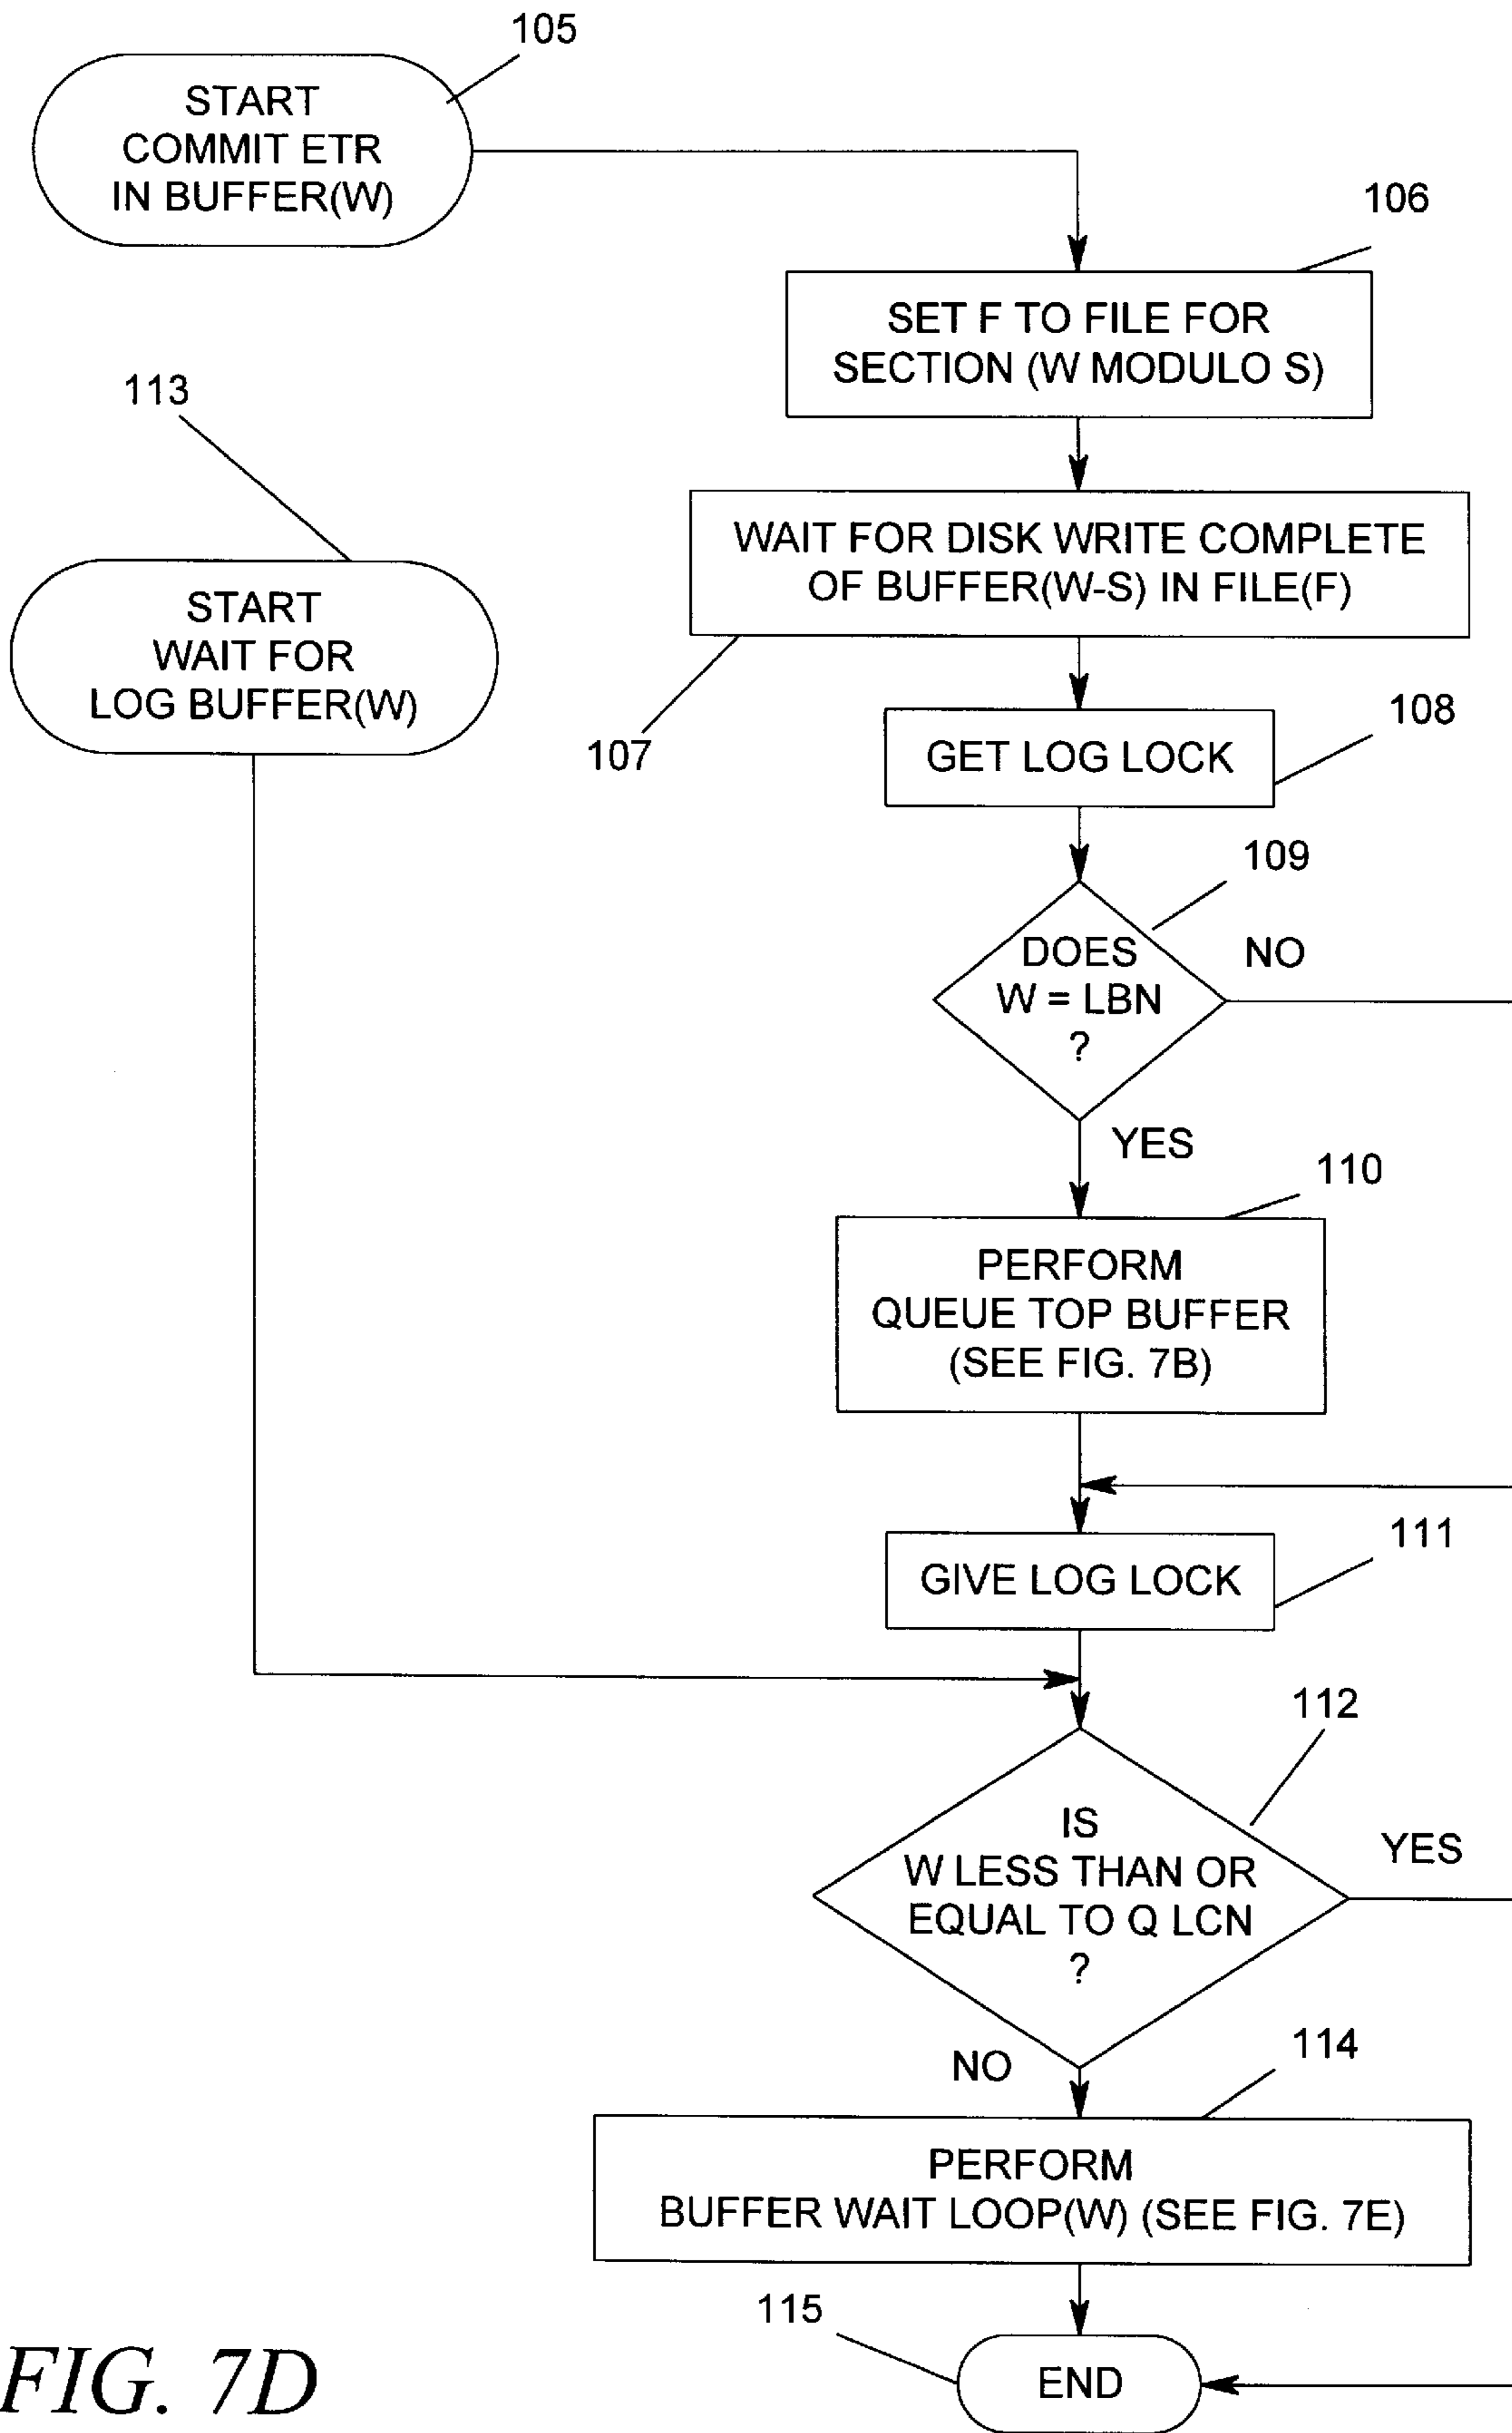 105
START
COMMIT ETR
IN BUFFER(W)
106
SET F TO FILE FOR
SECTION (W MODULO S)
113
START
WAIT FOR
LOG BUFFER(W)
WAIT FOR DISK WRITE COMPLETE
OF BUFFER(W-S) IN FILE(F)
107
108
GET LOG LOCK
109
DOES
W = LBN
?
NO
YES
110
PERFORM
QUEUE TOP BUFFER
(SEE FIG. 7B)
111
GIVE LOG LOCK
112
IS
W LESS THAN OR
EQUAL TO Q LCN
?
YES
NO
114
PERFORM
BUFFER WAIT LOOP(W) (SEE FIG. 7E)
115
END
FIG. 7D